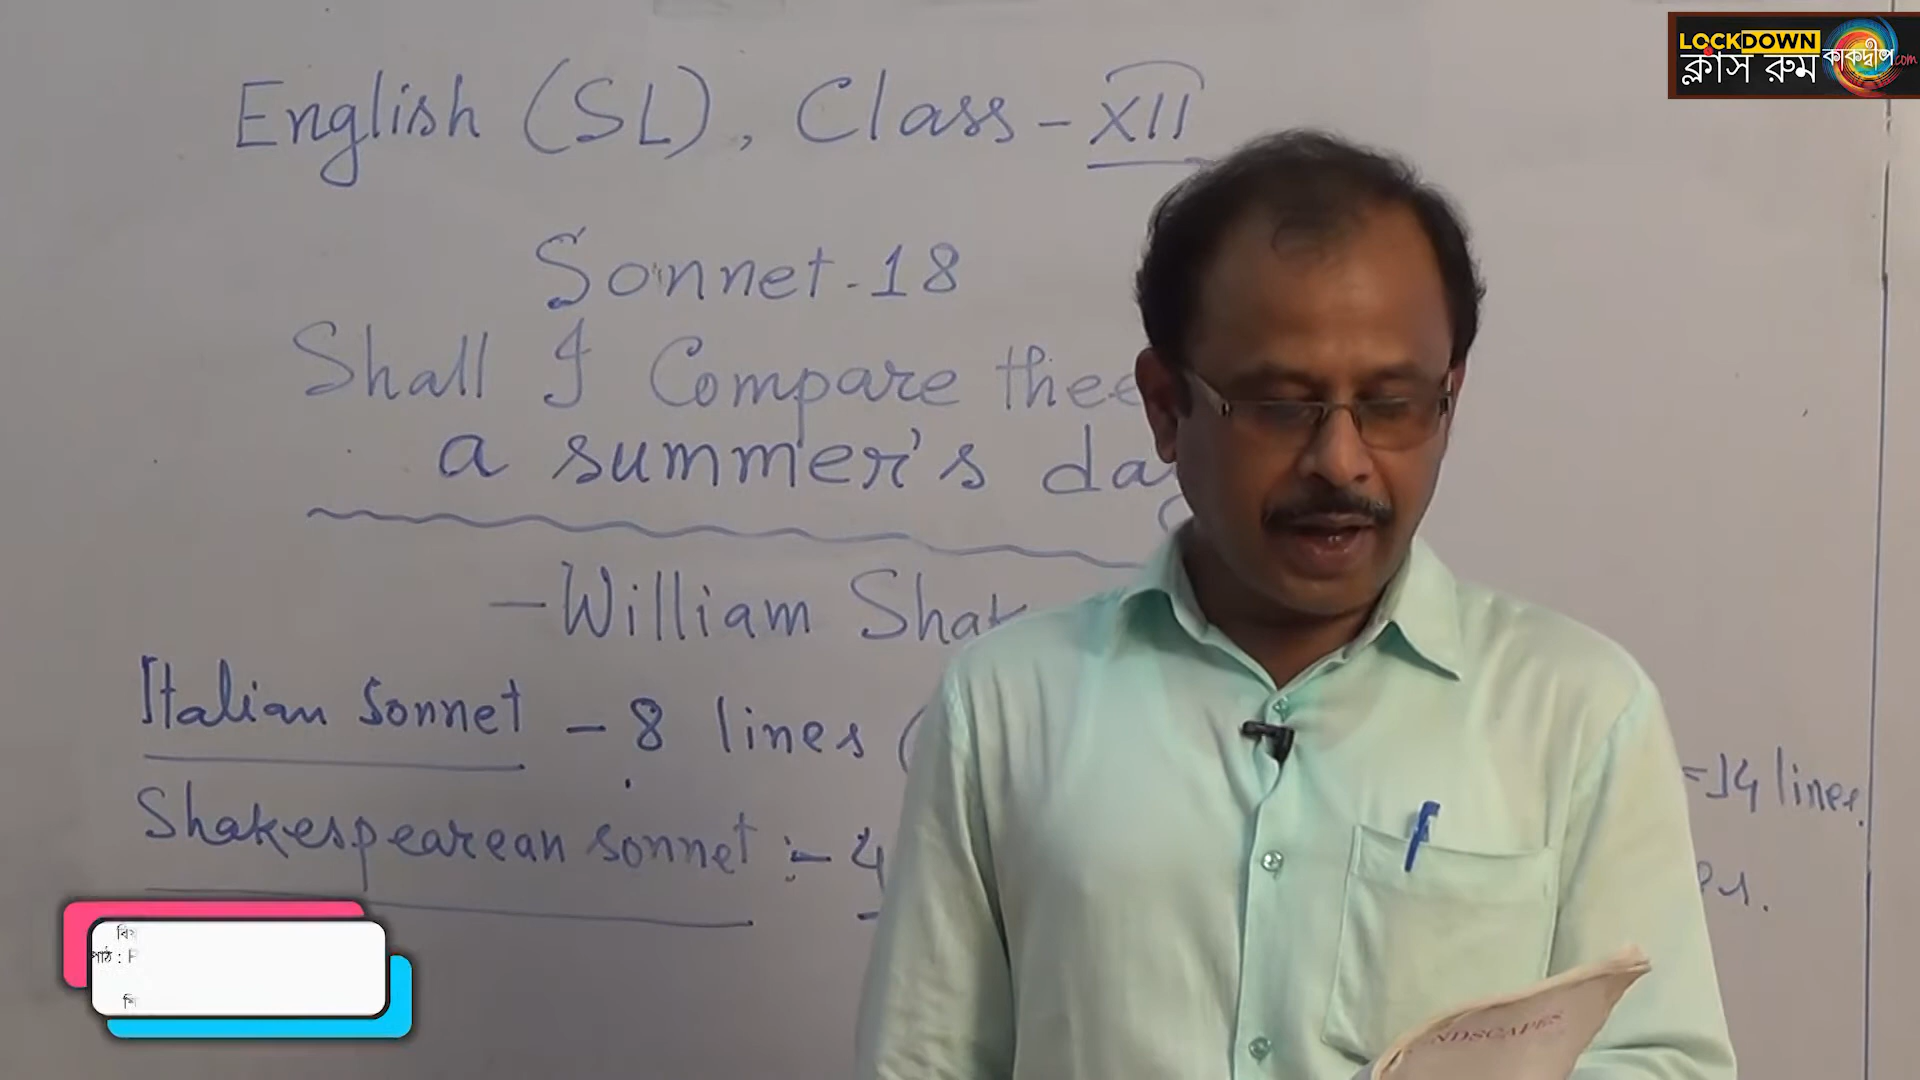 LOCKDOWN
ক্লাস রুম কাকদ্বীপ.com
English (SL), Class - XII
Sonnet-18
Shall I Compare thee
a summer's day
- William Shak
Italian Sonnet - 8 lines ( =14 lines.
Shakespearean sonnet :- 4
পাঠ : P
NDSCAPES